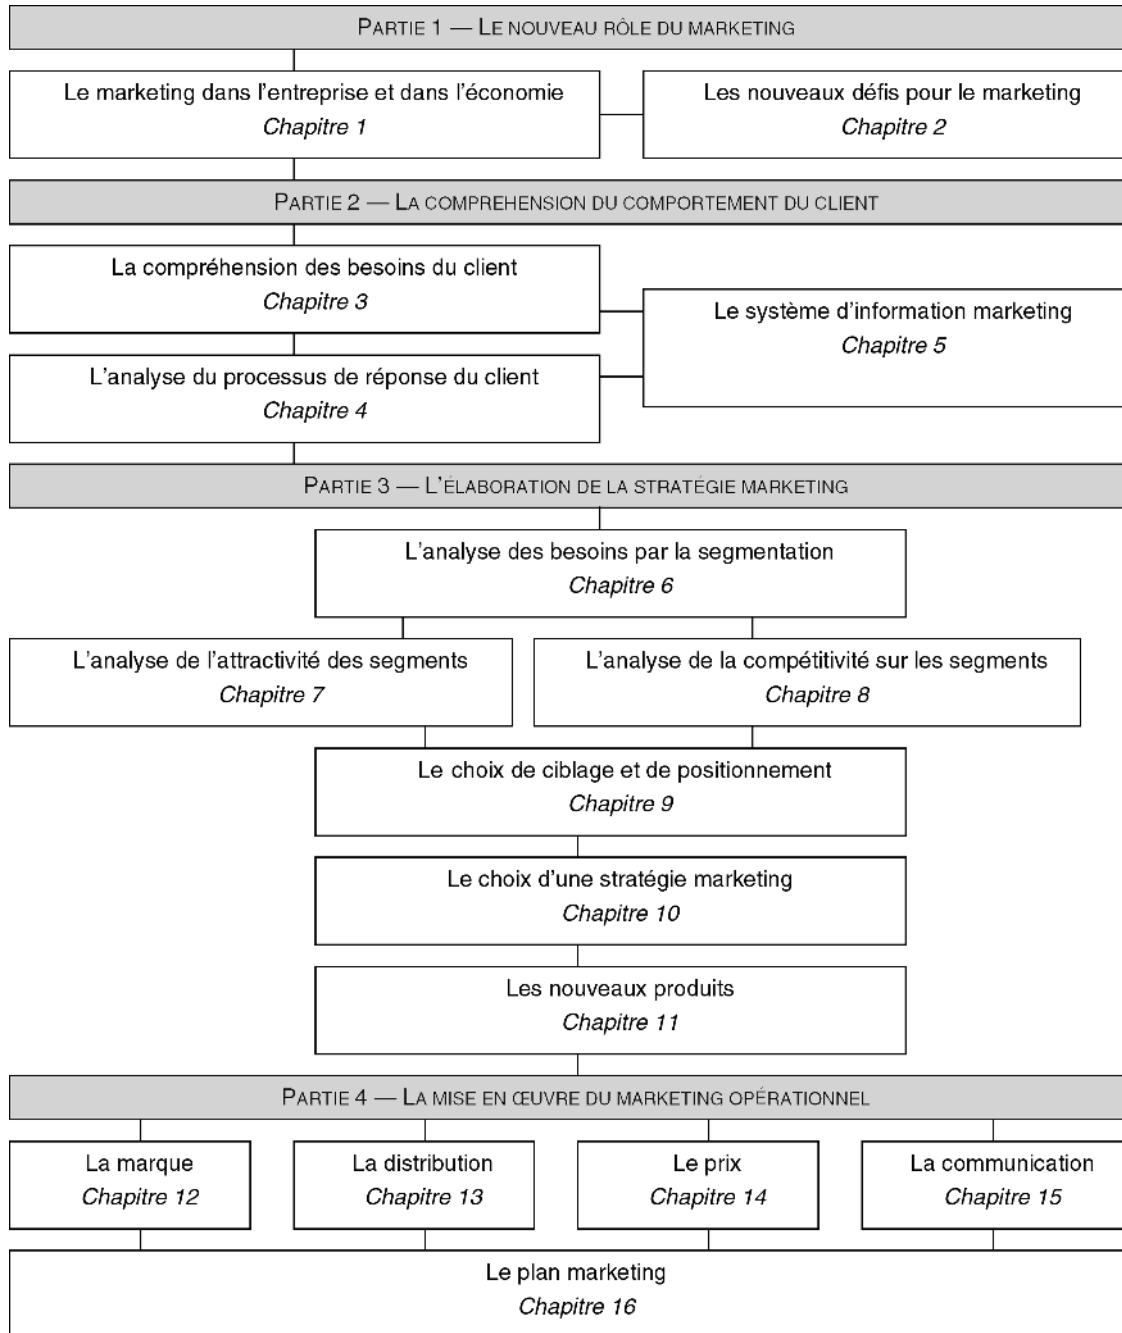 PARTIE 1 — LE NOUVEAU RÔLE DU MARKETING
Le marketing dans l'entreprise et dans l'économie
Chapitre 1
Les nouveaux défis pour le marketing
Chapitre 2
PARTIE 2 — LA COMPREHENSION DU COMPORTEMENT DU CLIENT
La compréhension des besoins du client
Chapitre 3
Le système d'information marketing
Chapitre 5
L'analyse du processus de réponse du client
Chapitre 4
PARTIE 3 — L'ÉLABORATION DE LA STRATÉGIE MARKETING
L'analyse des besoins par la segmentation
Chapitre 6
L'analyse de l'attractivité des segments
Chapitre 7
L'analyse de la compétitivité sur les segments
Chapitre 8
Le choix de ciblage et de positionnement
Chapitre 9
Le choix d'une stratégie marketing
Chapitre 10
Les nouveaux produits
Chapitre 11
PARTIE 4 — LA MISE EN ŒUVRE DU MARKETING OPÉRATIONNEL
La marque
Chapitre 12
La distribution
Chapitre 13
Le prix
Chapitre 14
La communication
Chapitre 15
Le plan marketing
Chapitre 16